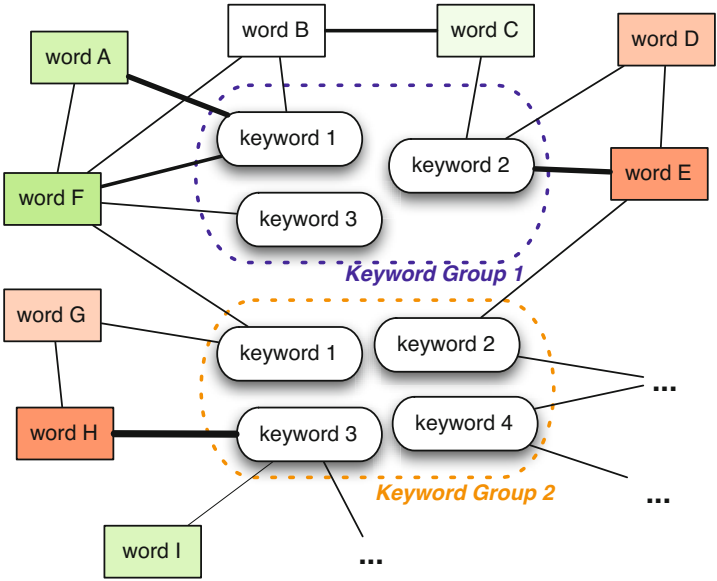 word B
word C
word D
word A
keyword 1
keyword 2
word E
word F
keyword 3
Keyword Group 1
word G
keyword 1
keyword 2
...
word H
keyword 3
keyword 4
Keyword Group 2
...
word I
...